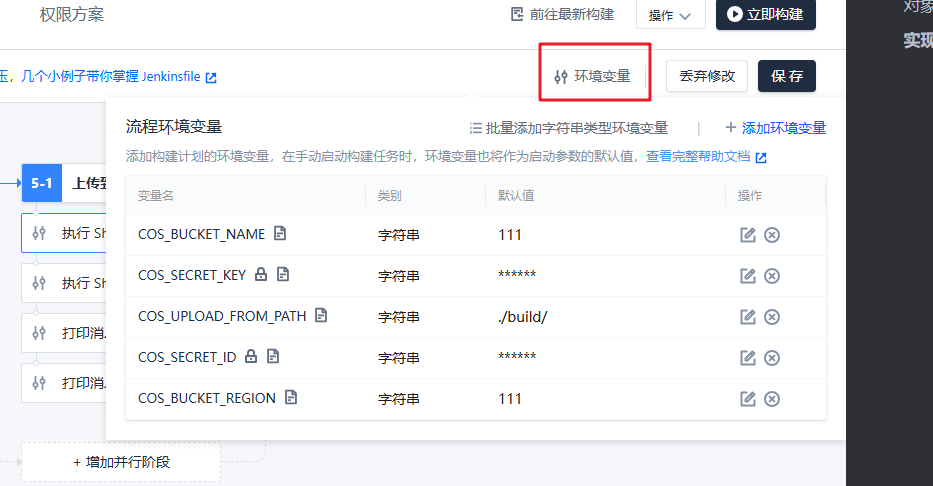 权限方案
前往最新构建
操作
立即构建
对象
实现
玉，几个小例子带你掌握 Jenkinsfile
环境变量
丢弃修改
保 存
流程环境变量
批量添加字符串类型环境变量 | + 添加环境变量
添加构建计划的环境变量，在手动启动构建任务时，环境变量也将作为启动参数的默认值，查看完整帮助文档
变量名 类别 默认值 操作
COS_BUCKET_NAME 字符串 111
COS_SECRET_KEY 字符串 ******
COS_UPLOAD_FROM_PATH 字符串 ./build/
COS_SECRET_ID 字符串 ******
COS_BUCKET_REGION 字符串 111
5-1 上传到
执行 Sh
执行 Sh
打印消
打印消
+ 增加并行阶段